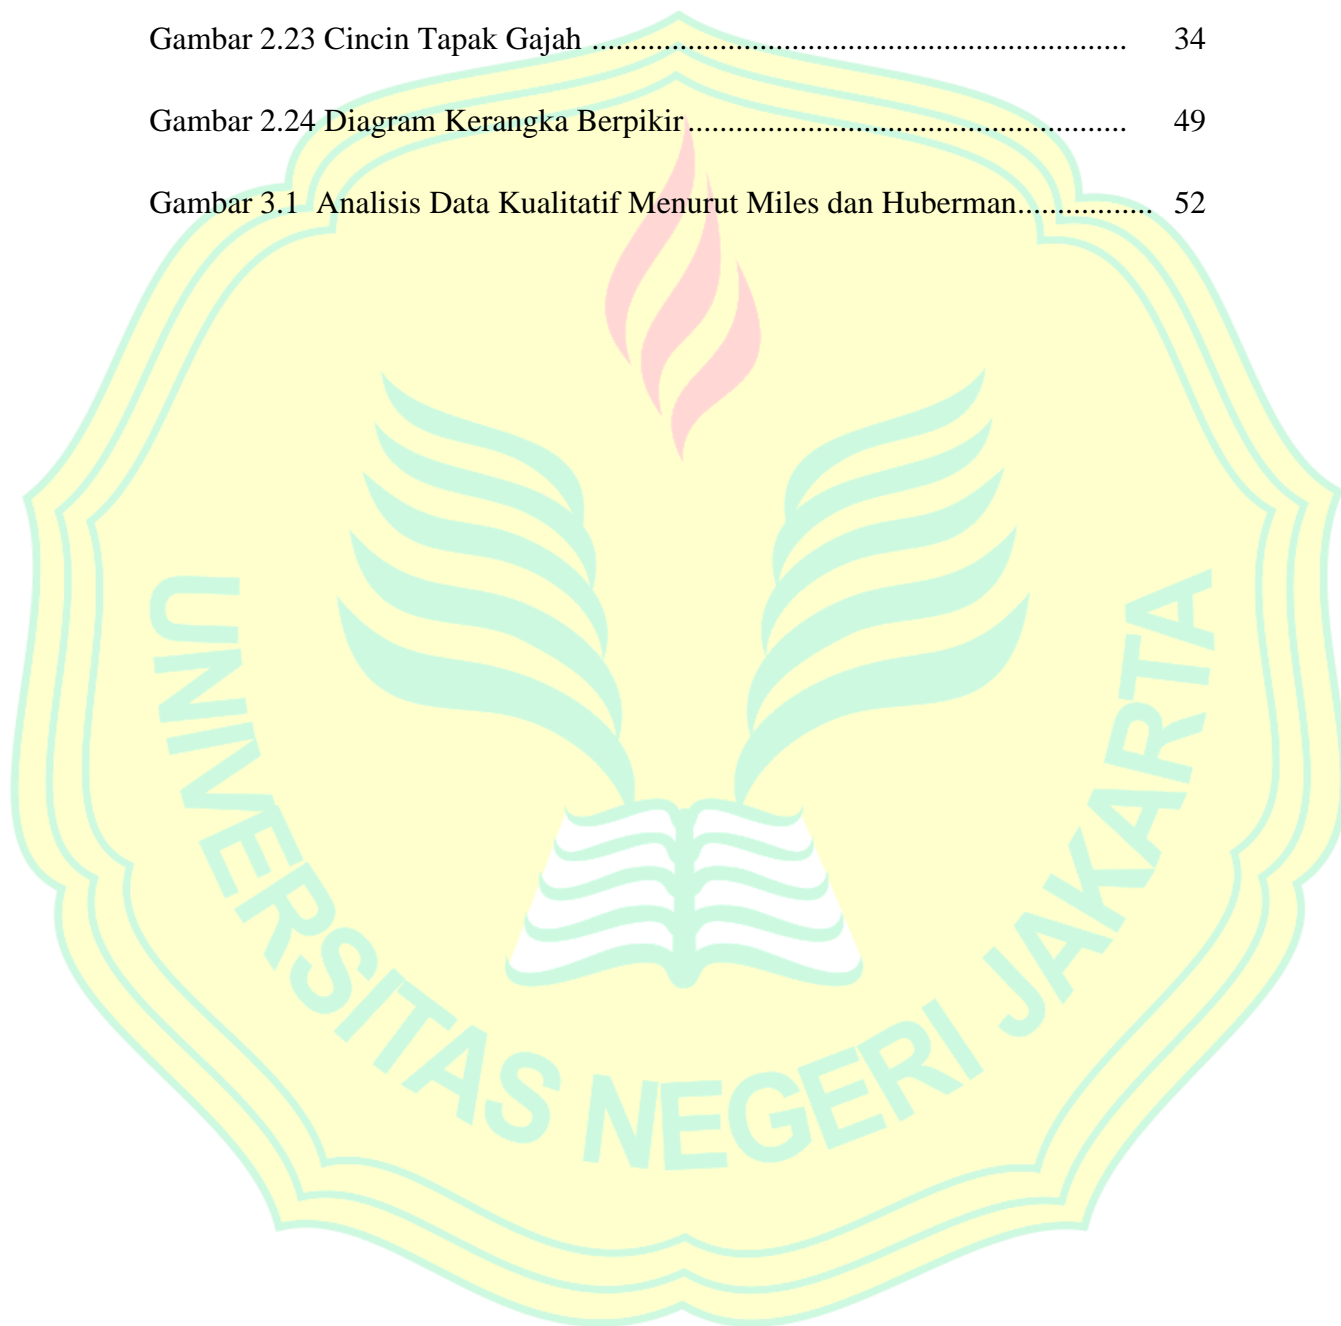 Gambar 2.23 Cincin Tapak Gajah .................................................................. 34
Gambar 2.24 Diagram Kerangka Berpikir...................................................... 49
Gambar 3.1  Analisis Data Kualitatif Menurut Miles dan Huberman................. 52
UNIVERSITAS NEGERI JAKARTA